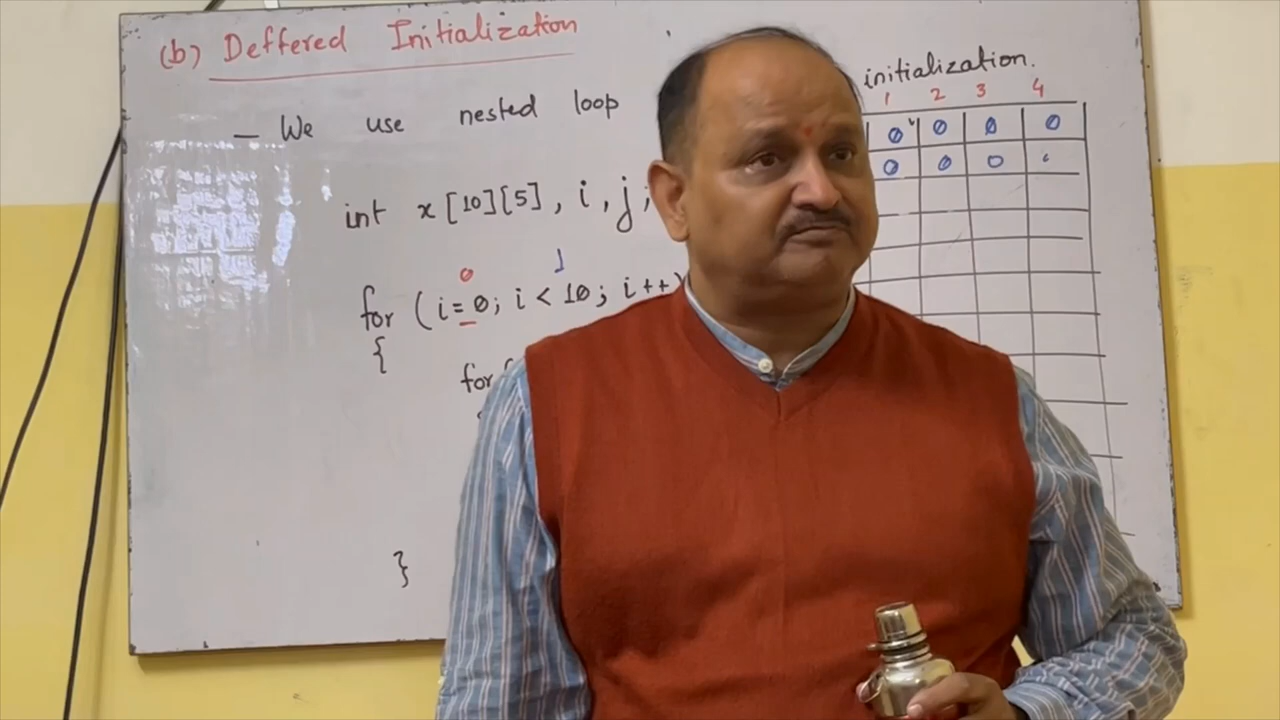 (b) Deffered Initialization
initialization.
— We use nested loop
1 2 3 4
0 0 0 0
0 0 0
int x[10][5], i, j;
0 1
for (i=0; i < 10; i++)
{
for
}